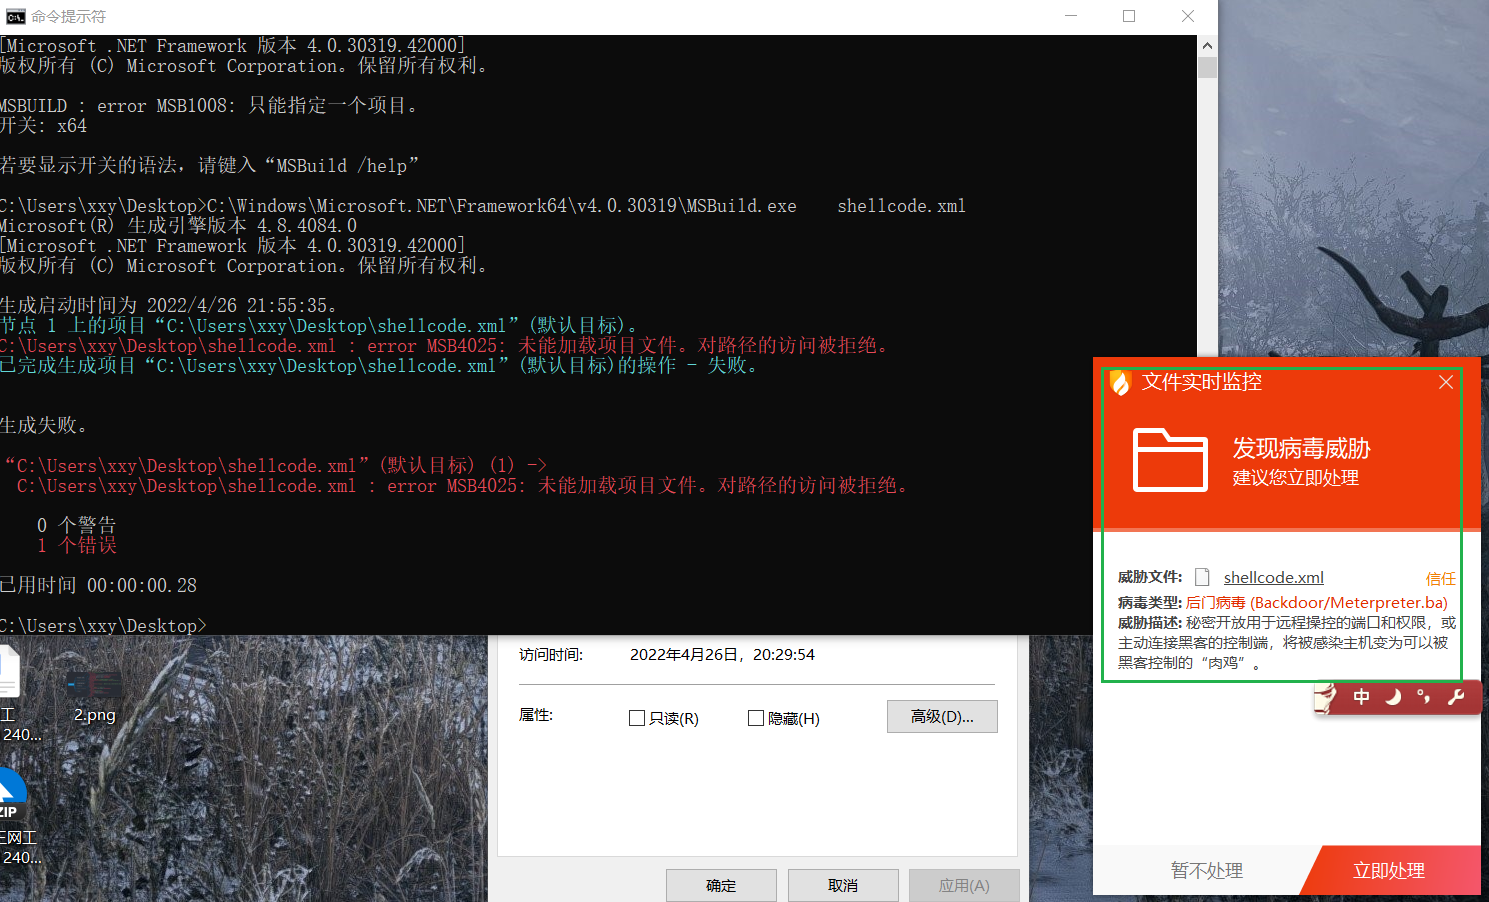 命令提示符
[Microsoft .NET Framework 版本 4.0.30319.42000]
版权所有 (C) Microsoft Corporation。保留所有权利。
MSBUILD : error MSB1008: 只能指定一个项目。
开关: x64
若要显示开关的语法，请键入“MSBuild /help”
C:\Users\xxy\Desktop>C:\Windows\Microsoft.NET\Framework64\v4.0.30319\MSBuild.exe    shellcode.xml
Microsoft(R) 生成引擎版本 4.8.4084.0
[Microsoft .NET Framework 版本 4.0.30319.42000]
版权所有 (C) Microsoft Corporation。保留所有权利。
生成启动时间为 2022/4/26 21:55:35。
节点 1 上的项目“C:\Users\xxy\Desktop\shellcode.xml”(默认目标)。
C:\Users\xxy\Desktop\shellcode.xml : error MSB4025: 未能加载项目文件。对路径的访问被拒绝。
已完成生成项目“C:\Users\xxy\Desktop\shellcode.xml”(默认目标)的操作 - 失败。
生成失败。
“C:\Users\xxy\Desktop\shellcode.xml”(默认目标) (1) ->
C:\Users\xxy\Desktop\shellcode.xml : error MSB4025: 未能加载项目文件。对路径的访问被拒绝。
0 个警告
1 个错误
已用时间 00:00:00.28
C:\Users\xxy\Desktop>
文件实时监控
发现病毒威胁
建议您立即处理
威胁文件: shellcode.xml 信任
病毒类型: 后门病毒 (Backdoor/Meterpreter.ba)
威胁描述: 秘密开放用于远程操控的端口和权限，或
主动连接黑客的控制端，将被感染主机变为可以被
黑客控制的“肉鸡”。
中
暂不处理 立即处理
访问时间: 2022年4月26日，20:29:54
属性: 只读(R) 隐藏(H) 高级(D)...
确定 取消 应用(A)
工
240...
2.png
ZIP
网工
240...